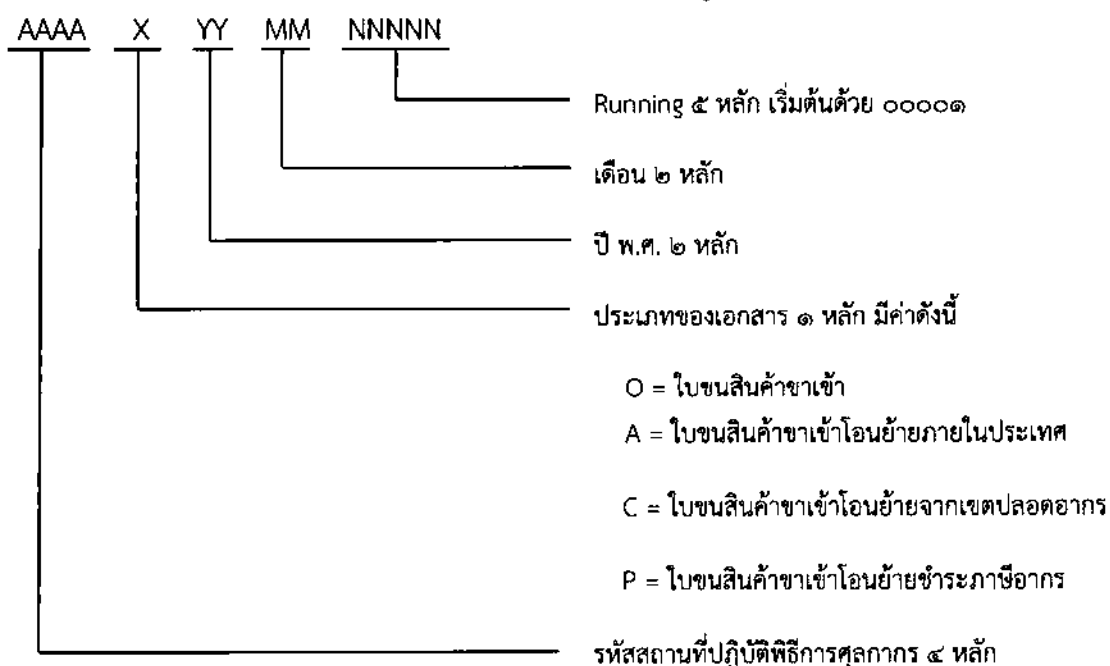 AAAA X YY MM NNNNN
Running ๕ หลัก เริ่มต้นด้วย ๐๐๐๐๑
เดือน ๒ หลัก
ปี พ.ศ. ๒ หลัก
ประเภทของเอกสาร ๑ หลัก มีค่าดังนี้
O = ใบขนสินค้าขาเข้า
A = ใบขนสินค้าขาเข้าโอนย้ายภายในประเทศ
C = ใบขนสินค้าขาเข้าโอนย้ายจากเขตปลอดอากร
P = ใบขนสินค้าขาเข้าโอนย้ายชำระภาษีอากร
รหัสสถานที่ปฏิบัติพิธีการศุลกากร ๔ หลัก